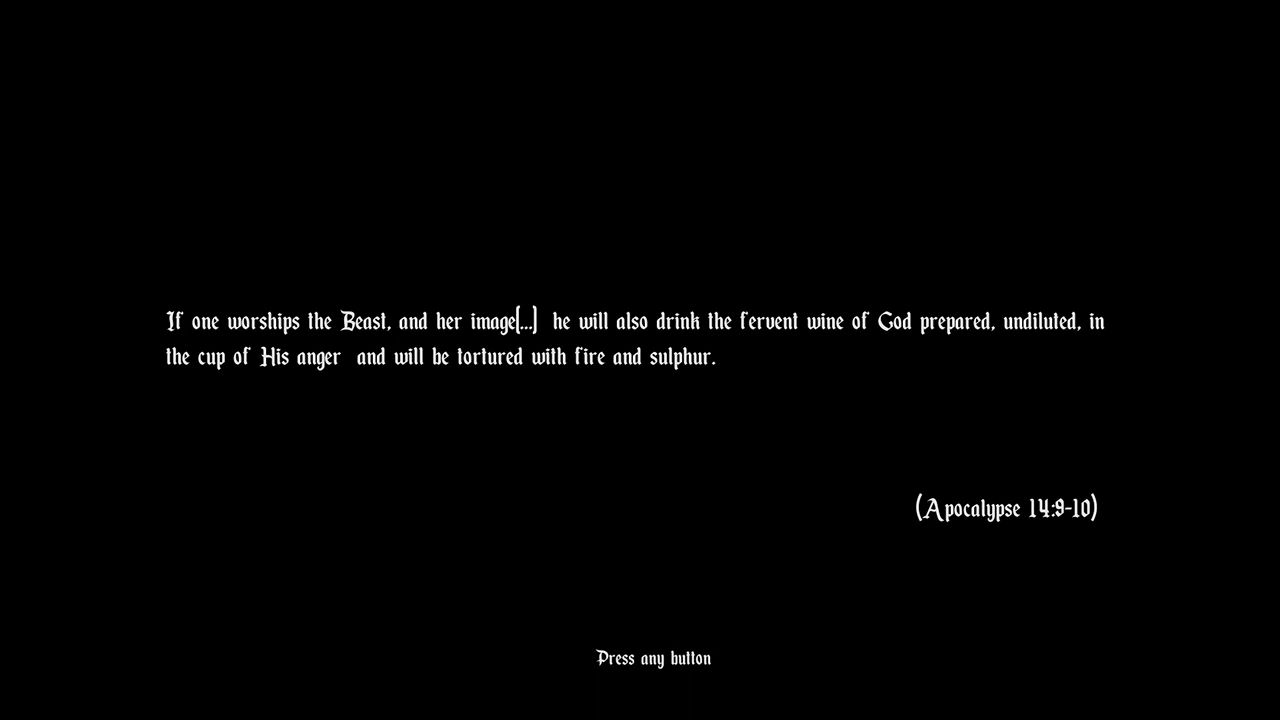 If one worships the Beast, and her image[...]  he will also drink the fervent wine of God prepared, undiluted, in
the cup of His anger  and will be tortured with fire and sulphur.
(Apocalypse 14:9-10)
Press any button